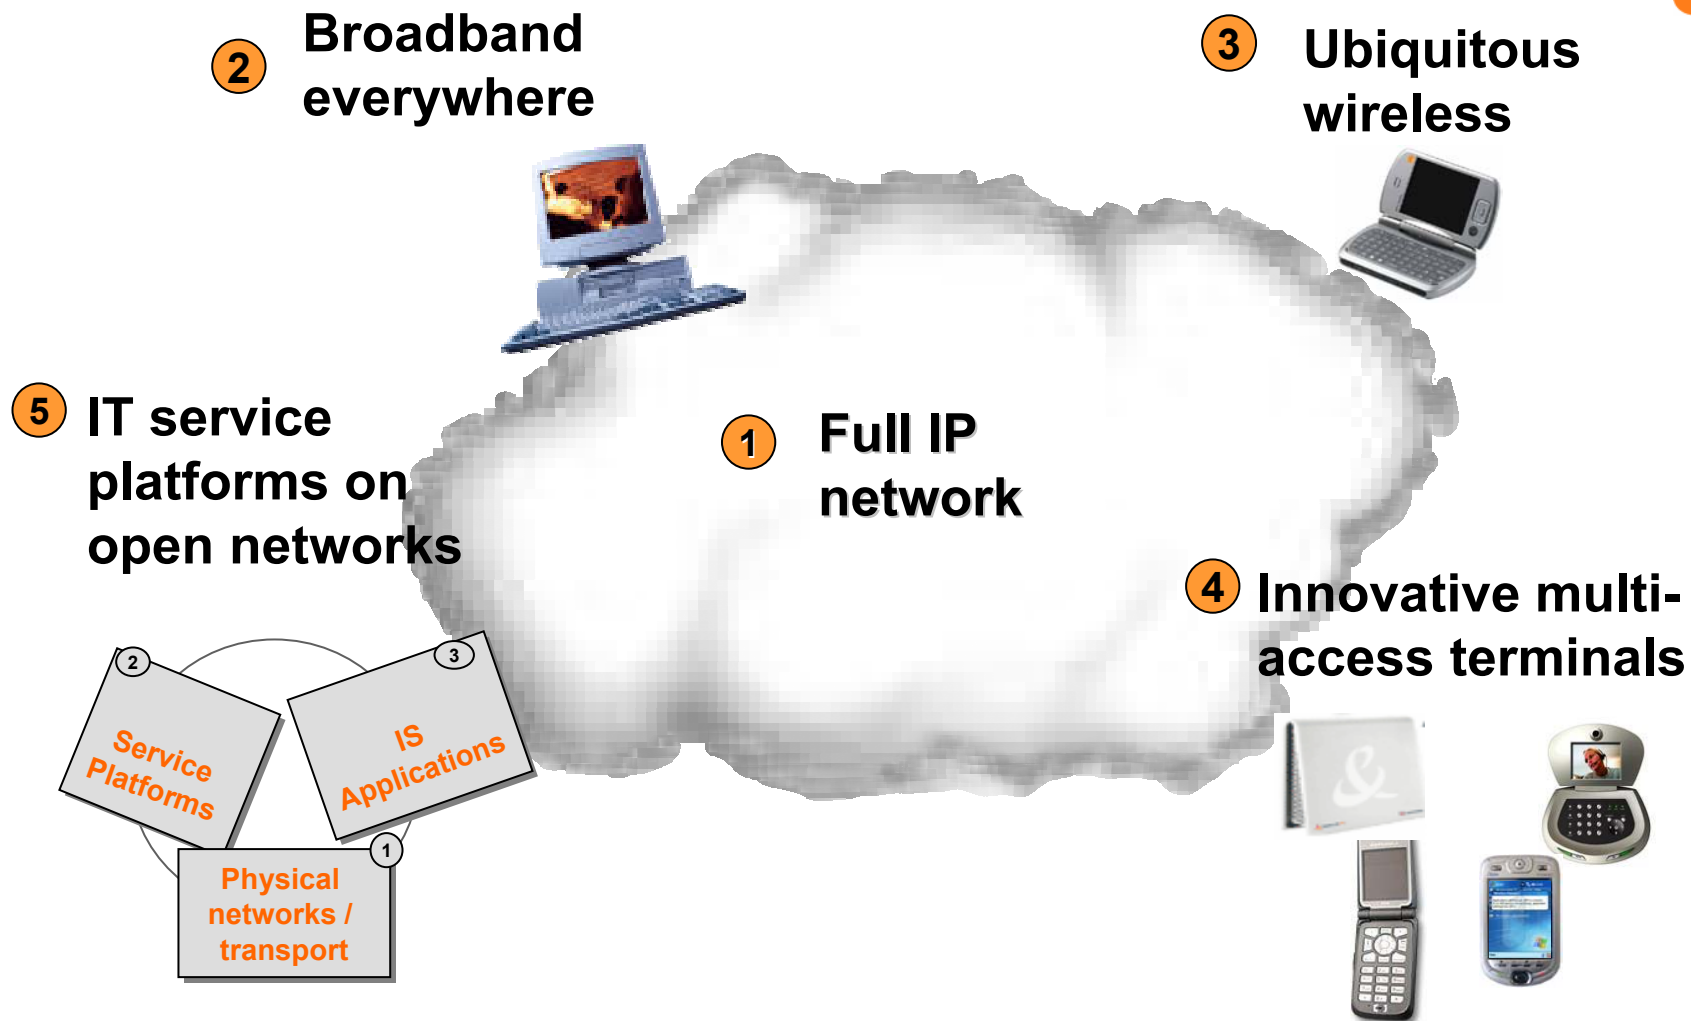 2
Broadband
everywhere
3
Ubiquitous
wireless
5
IT service
platforms on
open networks
1
Full IP
network
4
Innovative multi-
access terminals
2
Service
Platforms
3
IS
Applications
1
Physical
networks /
transport
&